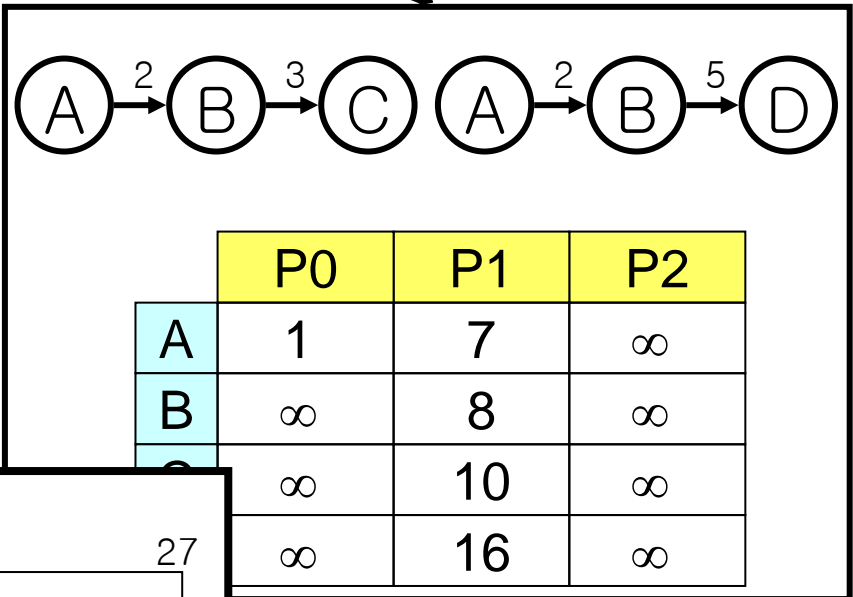 2 3 2 5
A B C A B D
P0 P1 P2
A 1 7 ∞
B ∞ 8 ∞
∞ 10 ∞
∞ 16 ∞
27